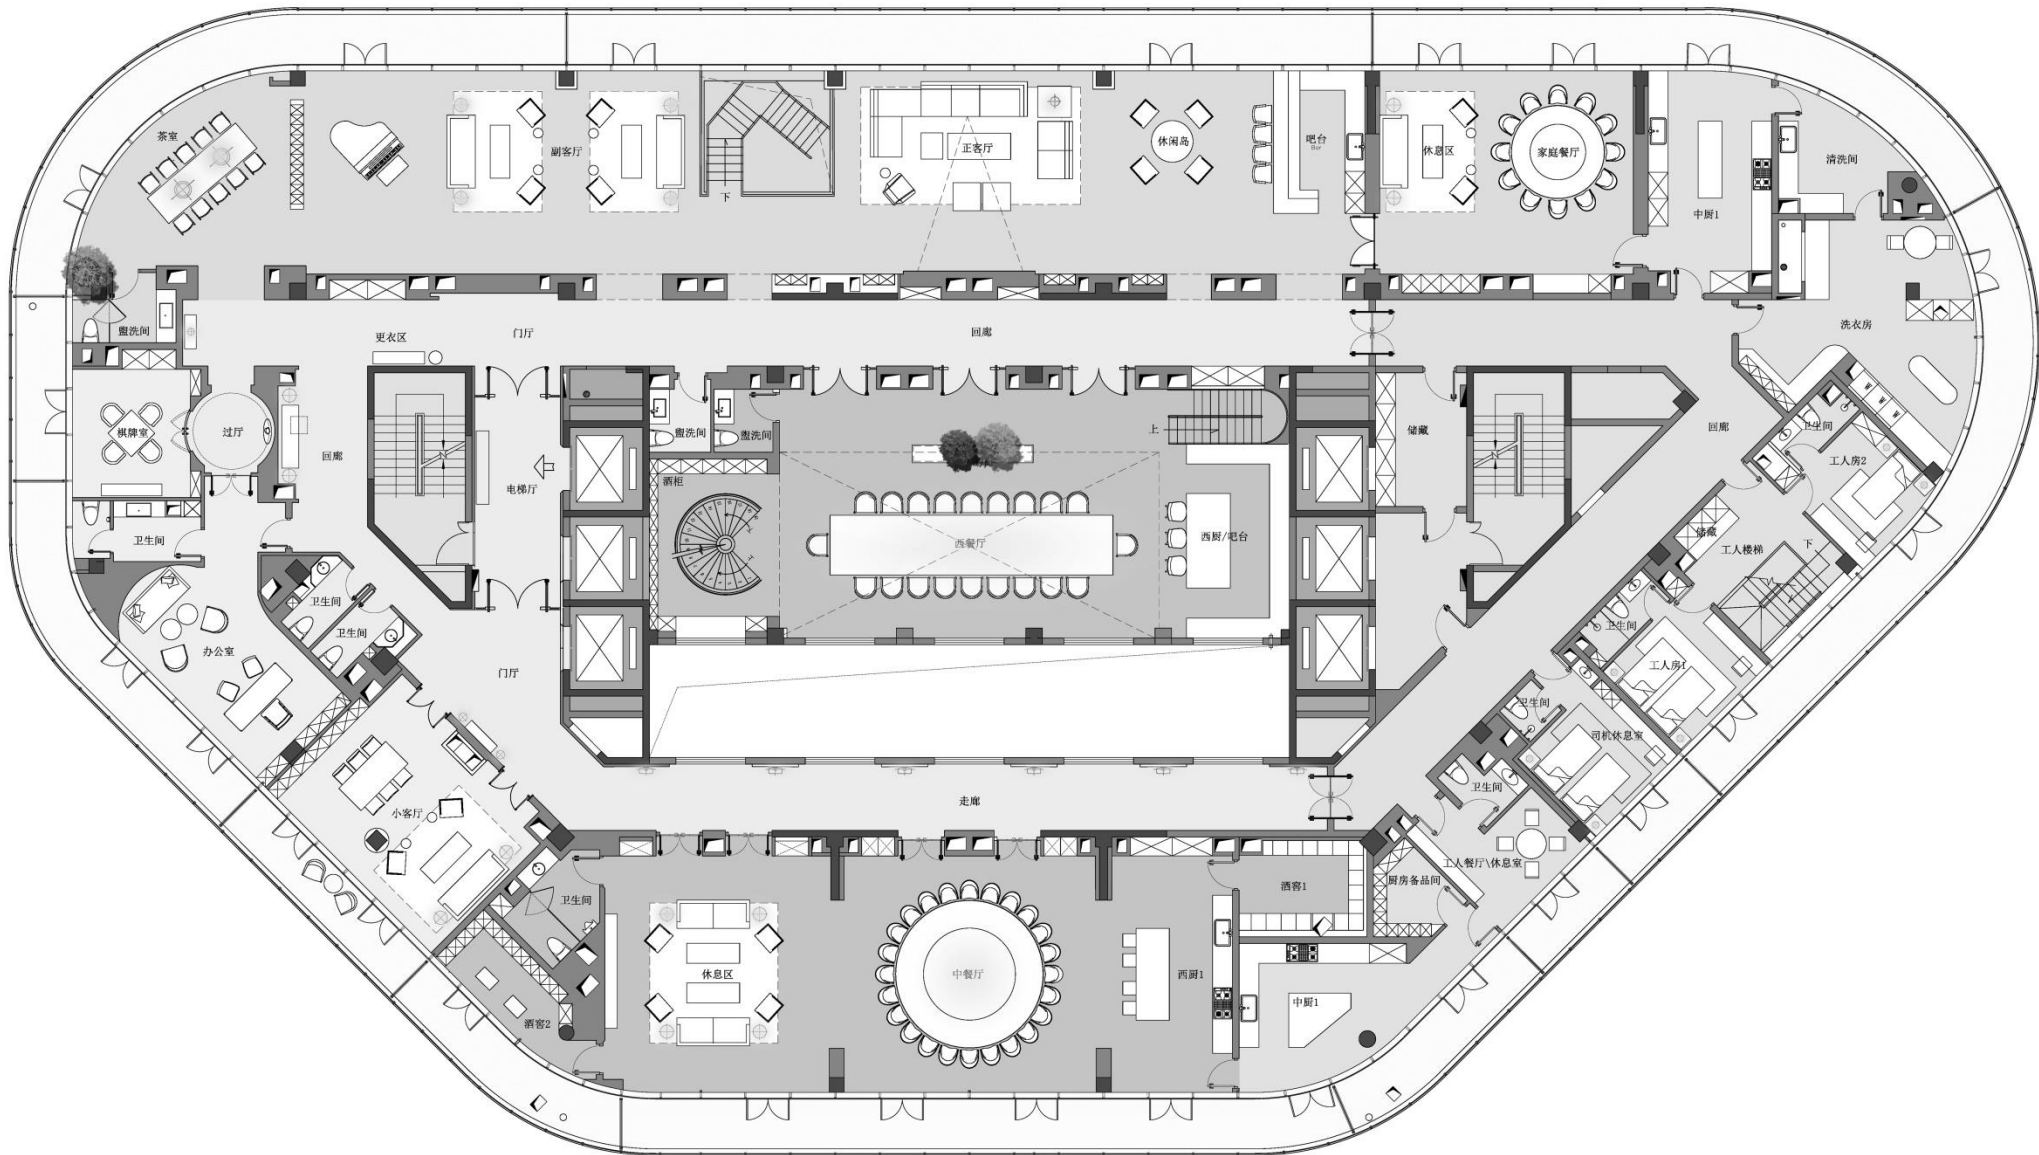 茶室
副客厅
下
正客厅
休闲岛
吧台
Bar
休息区
家庭餐厅
中厨1
清洗间
盥洗间
更衣区
门厅
回廊
洗衣房
棋牌室
过厅
回廊
电梯厅
盥洗间
盥洗间
上
储藏
回廊
卫生间
工人房2
酒柜
西餐厅
西厨/吧台
储藏
工人楼梯
下
卫生间
卫生间
卫生间
办公室
门厅
卫生间
工人房1
卫生间
司机休息室
小客厅
走廊
卫生间
工人餐厅\休息室
卫生间
酒窖1
厨房备品间
休息区
中餐厅
西厨1
中厨1
酒窖2